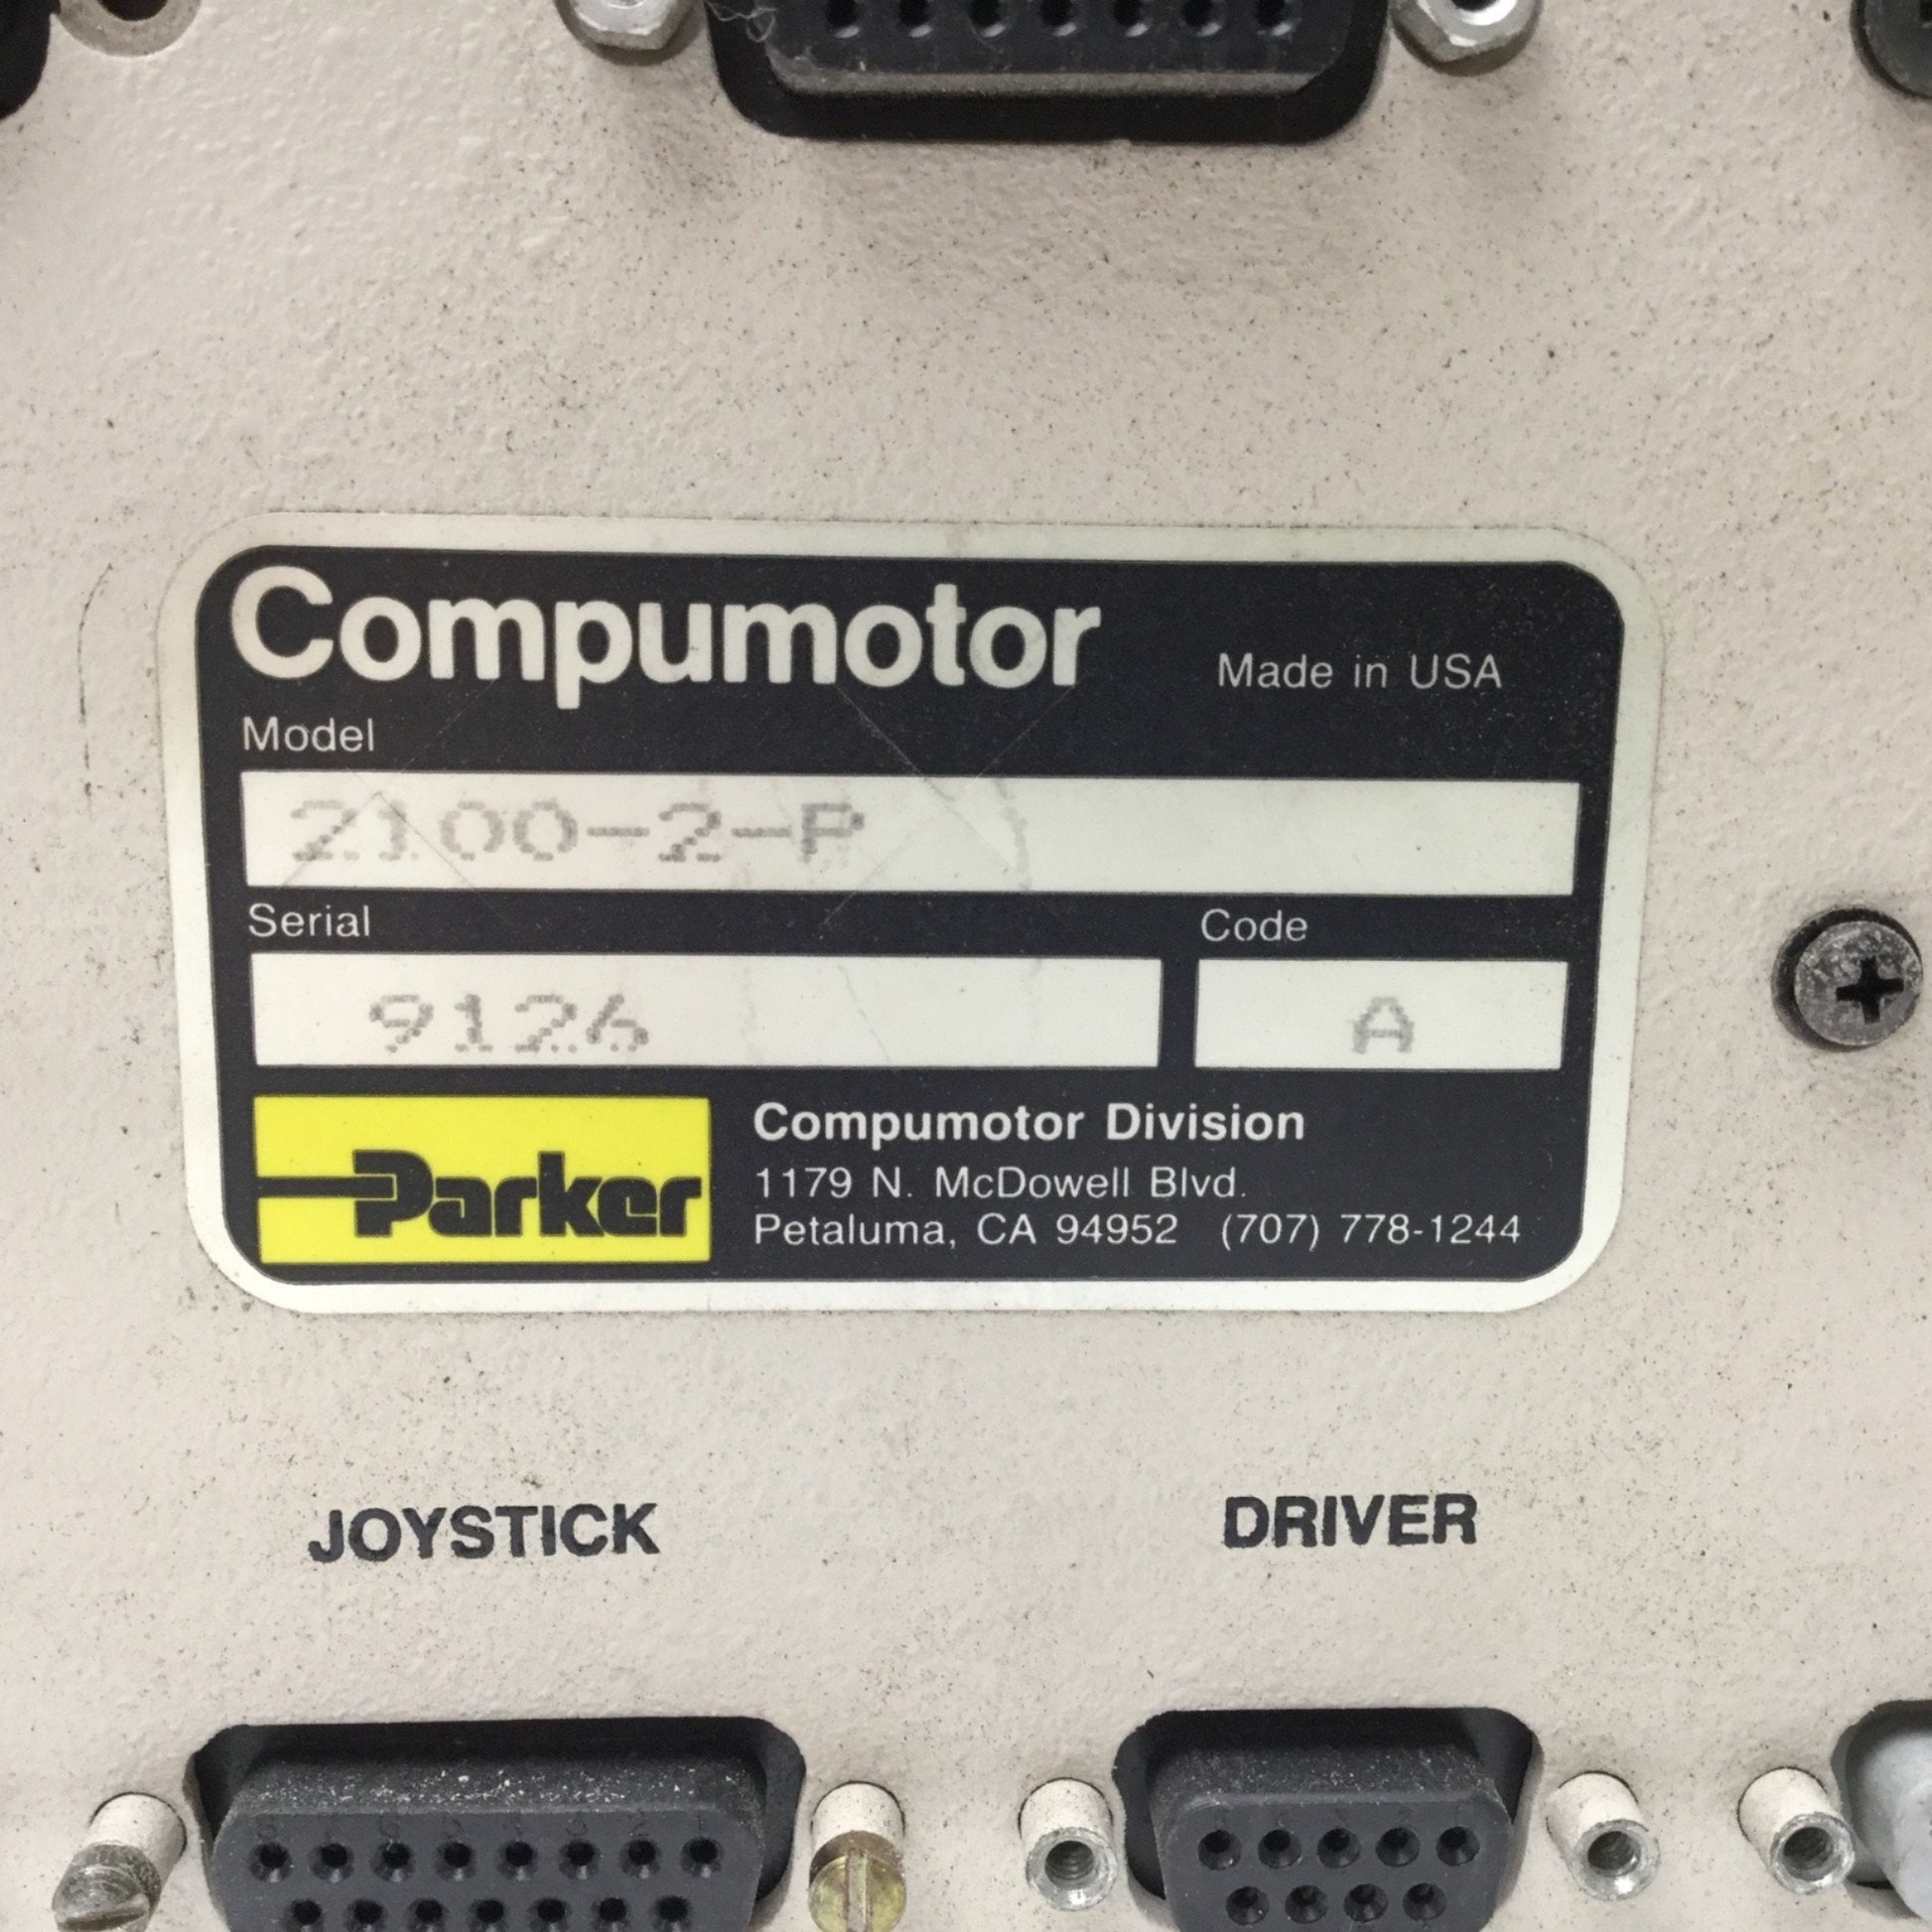 Compumotor Made in USA
Model
2100-2-P
Serial Code
9126 A
Parker
Compumotor Division
1179 N. McDowell Blvd.
Petaluma, CA 94952 (707) 778-1244
JOYSTICK DRIVER